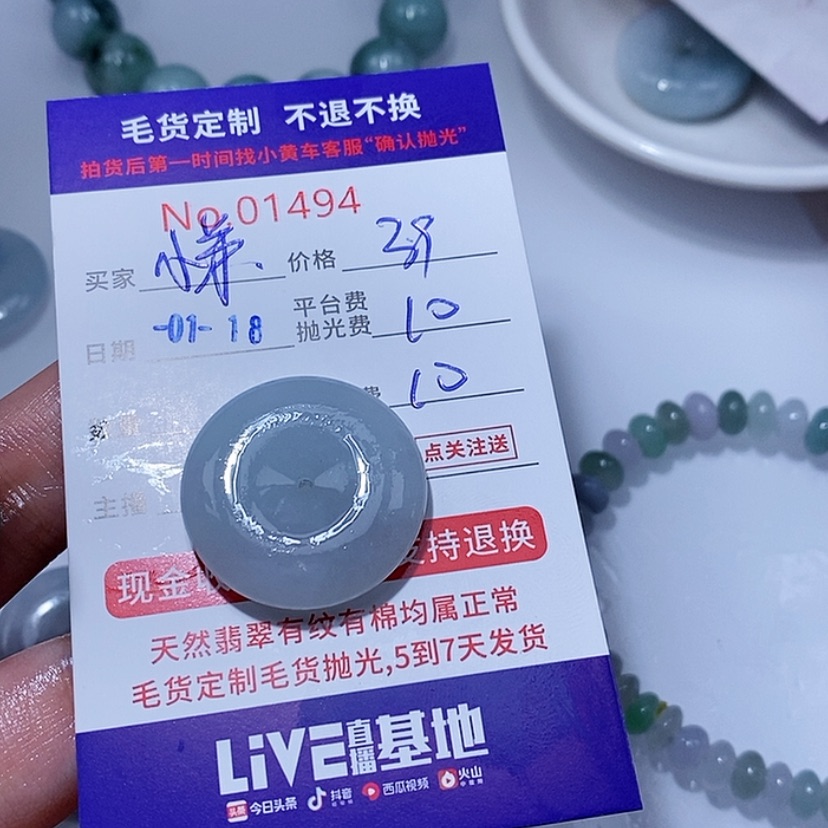 毛货定制 不退不换
拍货后第一时间找小黄车客服“确认抛光”
No.01494
买家 价格 39
平台费
日期 -01-18 抛光费 10
费 10
点关注送
主播
现金 持退换
天然翡翠有纹有棉均属正常
毛货定制毛货抛光,5到7天发货
LiVE直播基地
头条 今日头条 抖音 西瓜视频 火山